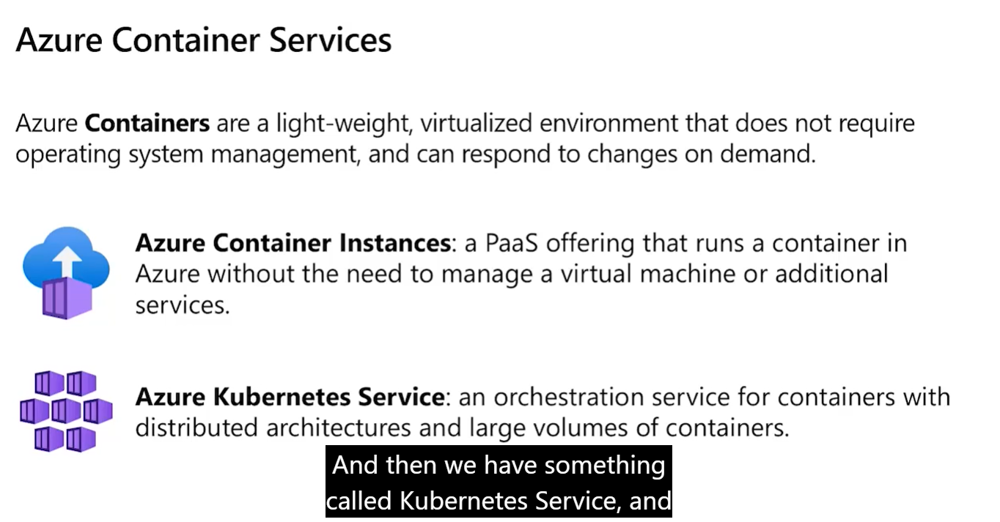 Azure Container Services
Azure Containers are a light-weight, virtualized environment that does not require
operating system management, and can respond to changes on demand.
Azure Container Instances: a PaaS offering that runs a container in
Azure without the need to manage a virtual machine or additional
services.
Azure Kubernetes Service: an orchestration service for containers with
distributed architectures and large volumes of containers.
And then we have something
called Kubernetes Service, and